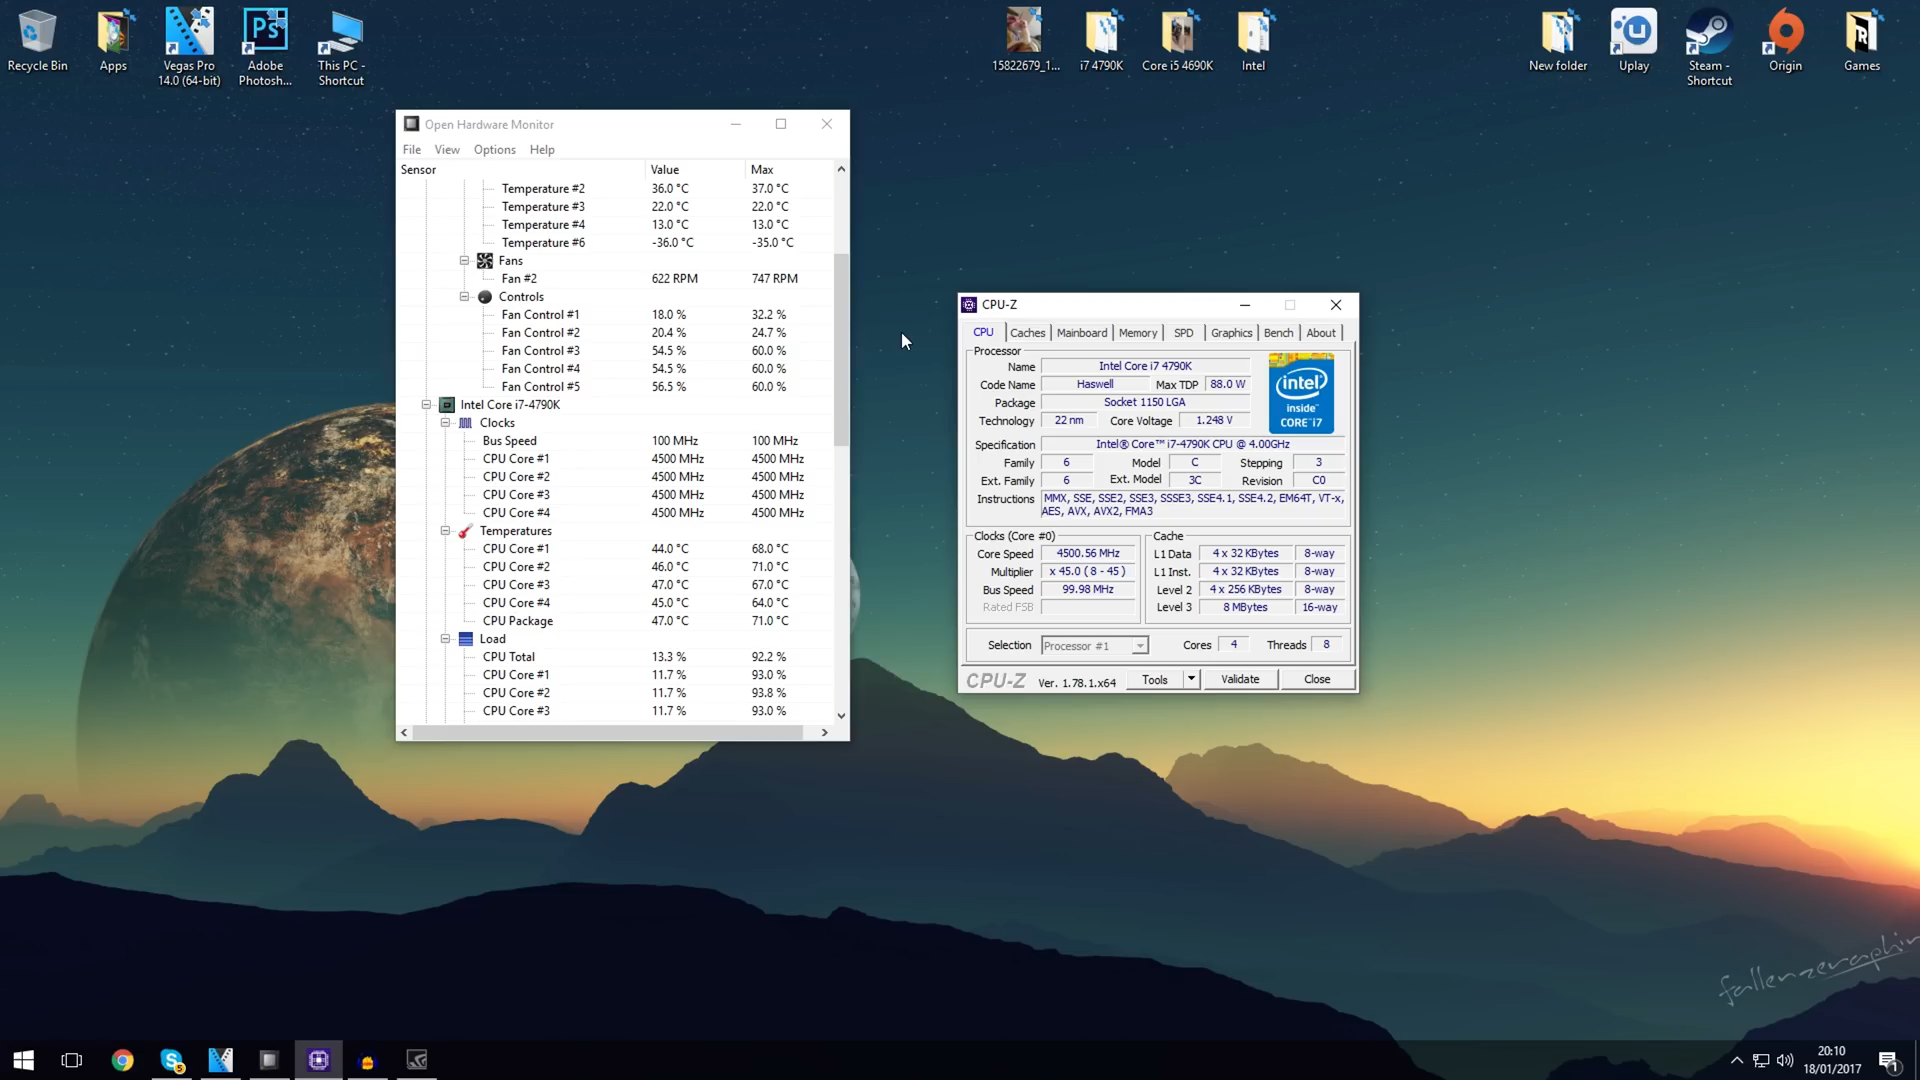 Recycle Bin
Apps
Vegas Pro
14.0 (64-bit)
Adobe
Photosh...
This PC -
Shortcut
15822679_1...
i7 4790K
Core i5 4690K
Intel
New folder
Uplay
Steam -
Shortcut
Origin
Games
Open Hardware Monitor
File View Options Help
Sensor Value Max
Temperature #2 36.0 °C 37.0 °C
Temperature #3 22.0 °C 22.0 °C
Temperature #4 13.0 °C 13.0 °C
Temperature #6 -36.0 °C -35.0 °C
Fans
Fan #2 622 RPM 747 RPM
Controls
Fan Control #1 18.0 % 32.2 %
Fan Control #2 20.4 % 24.7 %
Fan Control #3 54.5 % 60.0 %
Fan Control #4 54.5 % 60.0 %
Fan Control #5 56.5 % 60.0 %
Intel Core i7-4790K
Clocks
Bus Speed 100 MHz 100 MHz
CPU Core #1 4500 MHz 4500 MHz
CPU Core #2 4500 MHz 4500 MHz
CPU Core #3 4500 MHz 4500 MHz
CPU Core #4 4500 MHz 4500 MHz
Temperatures
CPU Core #1 44.0 °C 68.0 °C
CPU Core #2 46.0 °C 71.0 °C
CPU Core #3 47.0 °C 67.0 °C
CPU Core #4 45.0 °C 64.0 °C
CPU Package 47.0 °C 71.0 °C
Load
CPU Total 13.3 % 92.2 %
CPU Core #1 11.7 % 93.0 %
CPU Core #2 11.7 % 93.8 %
CPU Core #3 11.7 % 93.0 %
CPU-Z
CPU Caches Mainboard Memory SPD Graphics Bench About
Processor
Name Intel Core i7 4790K
Code Name Haswell Max TDP 88.0 W
Package Socket 1150 LGA
Technology 22 nm Core Voltage 1.248 V
intel
inside™
CORE™ i7
Specification Intel® Core™ i7-4790K CPU @ 4.00GHz
Family 6 Model C Stepping 3
Ext. Family 6 Ext. Model 3C Revision C0
Instructions MMX, SSE, SSE2, SSE3, SSSE3, SSE4.1, SSE4.2, EM64T, VT-x,
AES, AVX, AVX2, FMA3
Clocks (Core #0)
Core Speed 4500.56 MHz
Multiplier x 45.0 ( 8 - 45 )
Bus Speed 99.98 MHz
Rated FSB
Cache
L1 Data 4 x 32 KBytes 8-way
L1 Inst. 4 x 32 KBytes 8-way
Level 2 4 x 256 KBytes 8-way
Level 3 8 MBytes 16-way
Selection Processor #1 Cores 4 Threads 8
CPU-Z Ver. 1.78.1.x64 Tools Validate Close
fallenzeraphin
20:10
18/01/2017